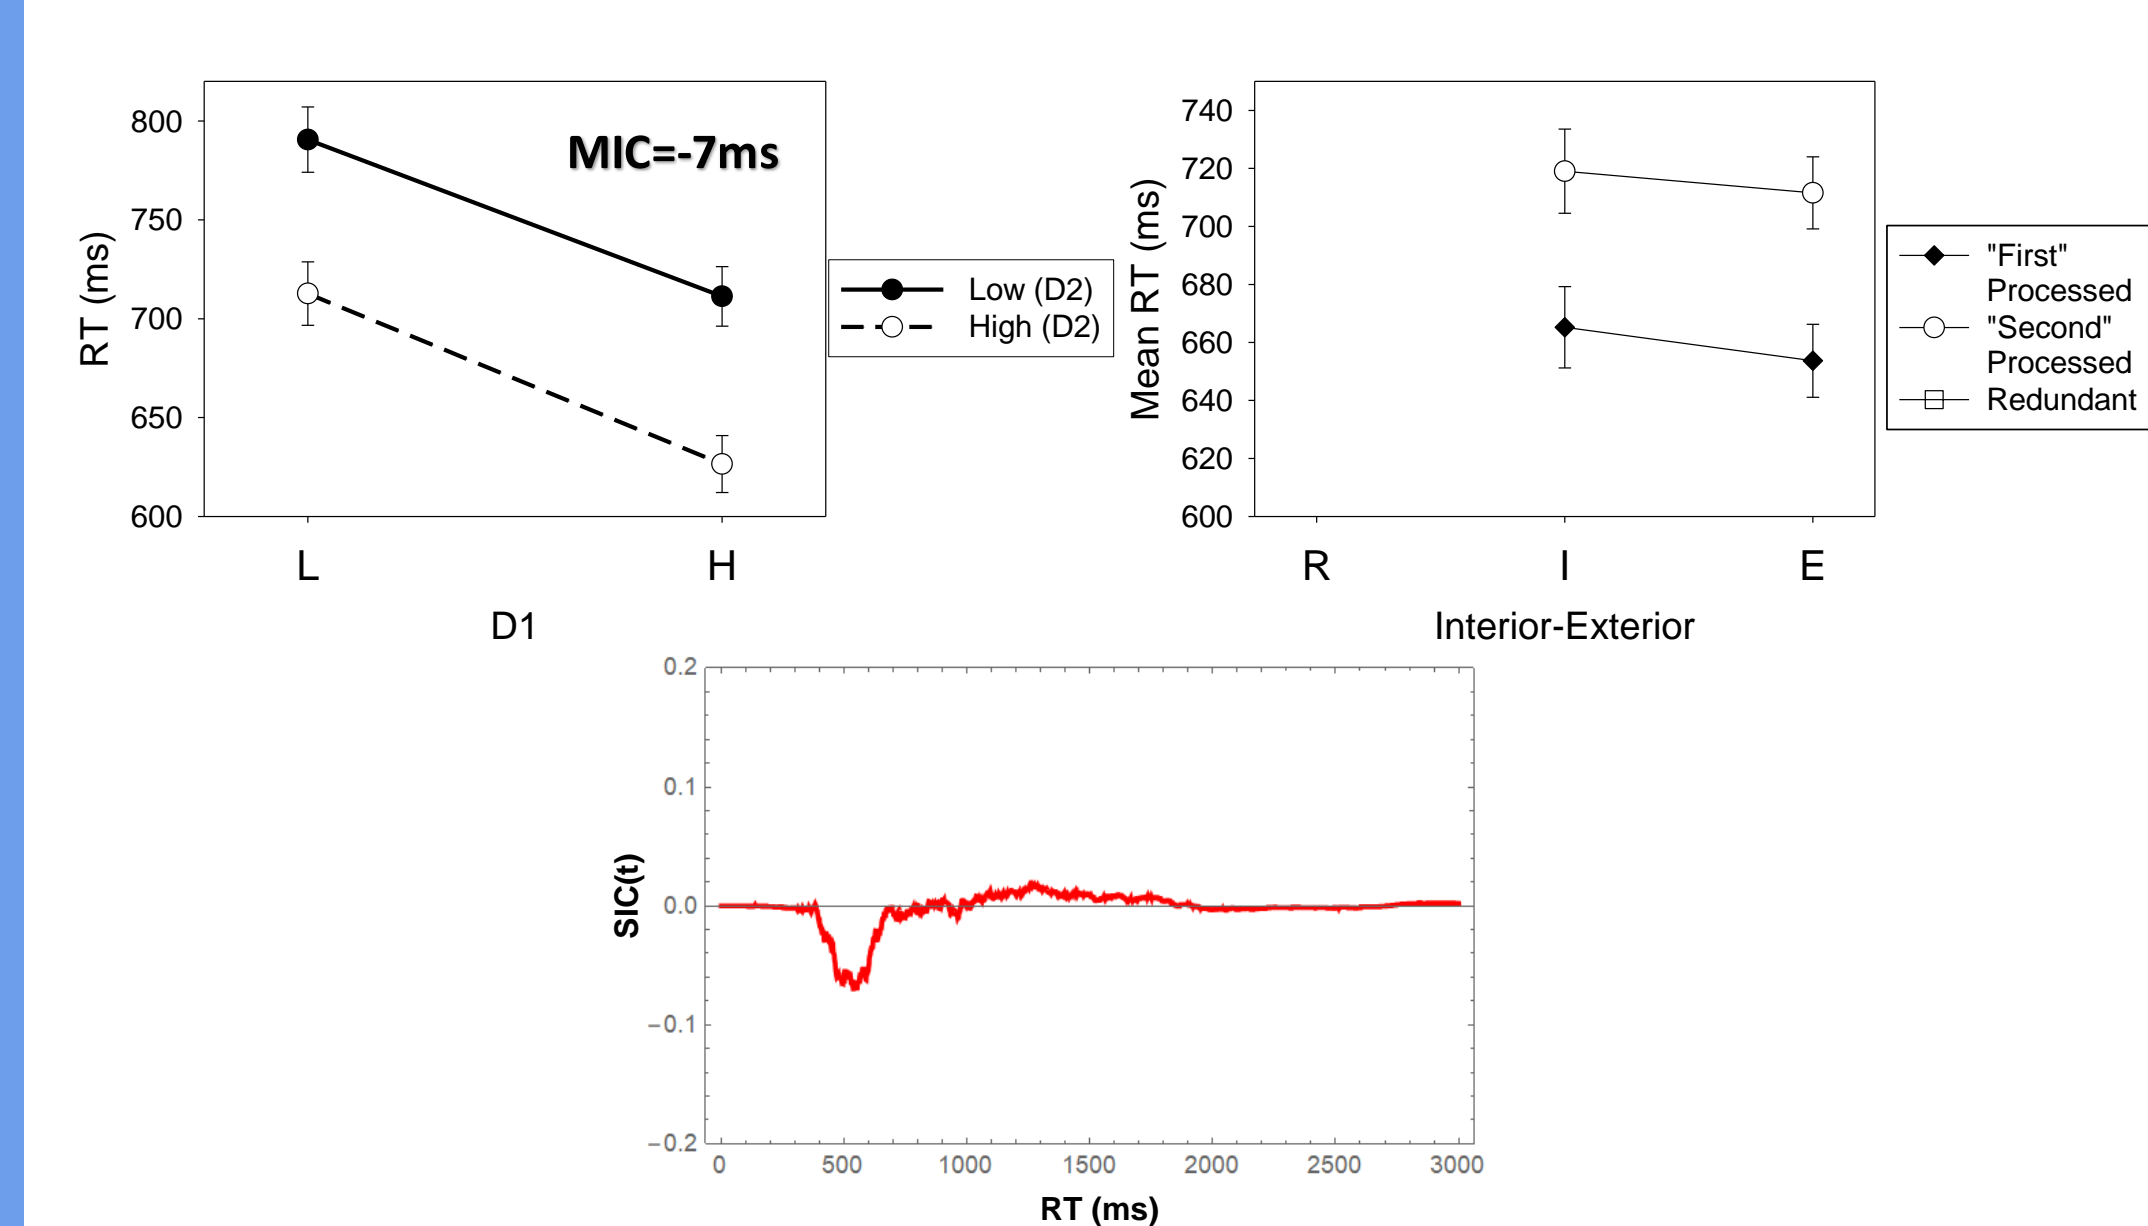 800
750
700
650
600
RT (ms)
MIC=-7ms
L
H
D1
Low (D2)
High (D2)
740
720
700
680
660
640
620
600
Mean RT (ms)
R
I
E
Interior-Exterior
"First"
Processed
"Second"
Processed
Redundant
0.2
0.1
0.0
−0.1
−0.2
SIC(t)
0
500
1000
1500
2000
2500
3000
RT (ms)